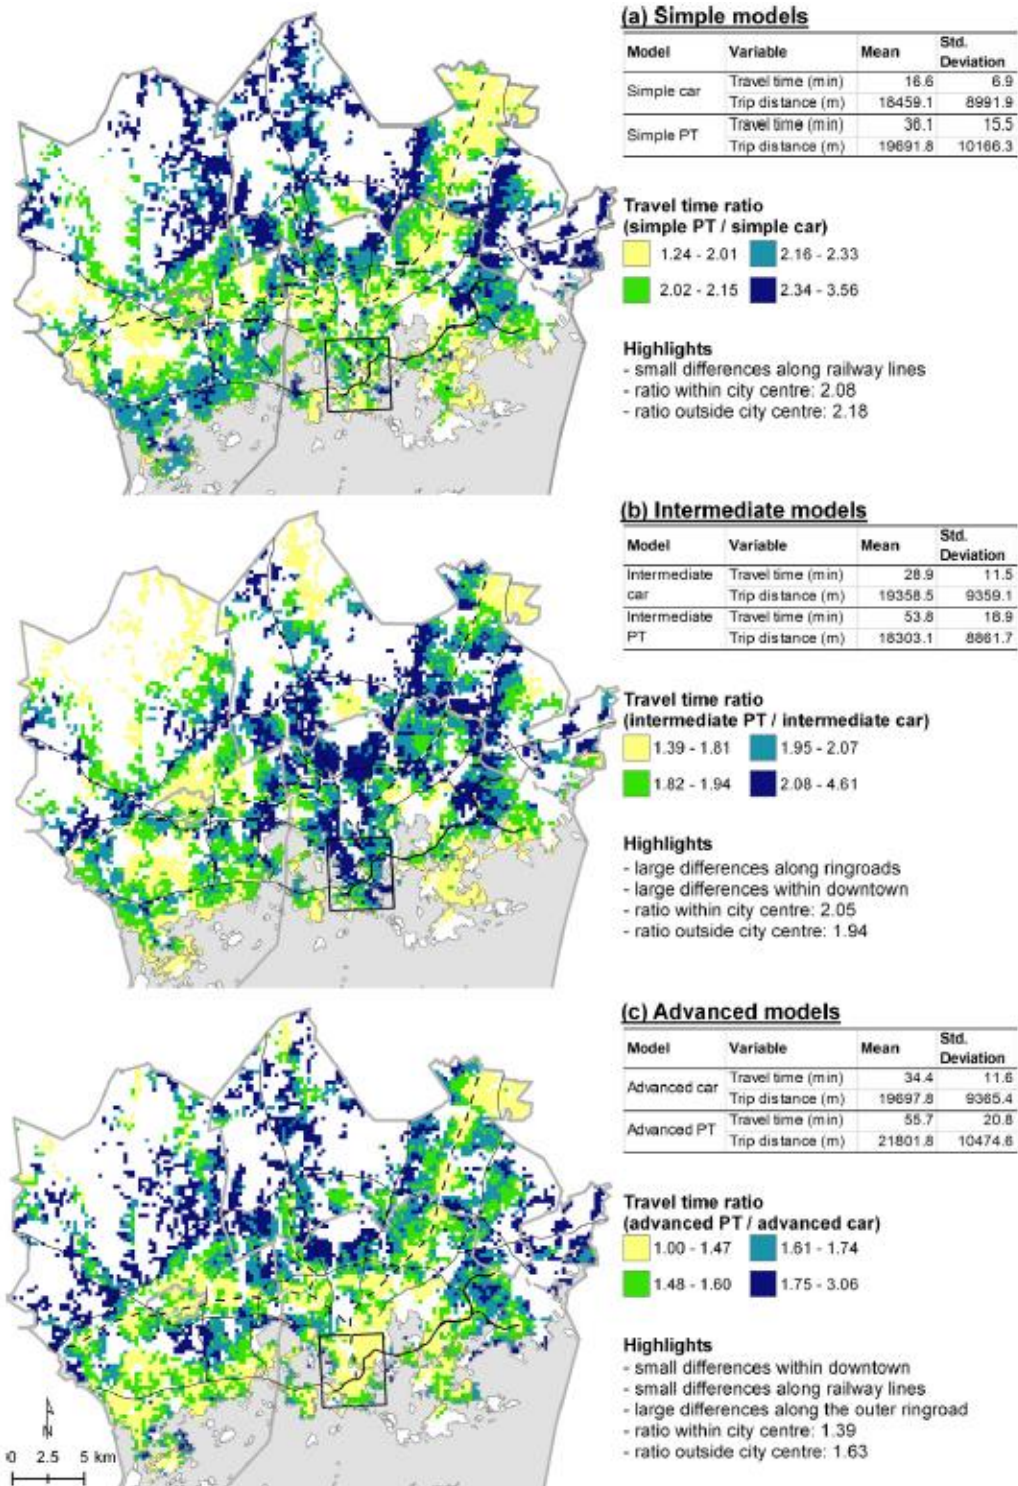 (a) Simple models
Model Variable Mean Std. Deviation
Simple car Travel time (min) 16.6 6.9
Trip distance (m) 18459.1 8991.9
Simple PT Travel time (min) 36.1 15.5
Trip distance (m) 19691.8 10166.3
Travel time ratio
(simple PT / simple car)
1.24 - 2.01 2.16 - 2.33
2.02 - 2.15 2.34 - 3.56
Highlights
- small differences along railway lines
- ratio within city centre: 2.08
- ratio outside city centre: 2.18
(b) Intermediate models
Model Variable Mean Std. Deviation
Intermediate car Travel time (min) 28.9 11.5
Trip distance (m) 19358.5 9359.1
Intermediate PT Travel time (min) 53.8 18.9
Trip distance (m) 18303.1 8861.7
Travel time ratio
(intermediate PT / intermediate car)
1.39 - 1.81 1.95 - 2.07
1.82 - 1.94 2.08 - 4.61
Highlights
- large differences along ringroads
- large differences within downtown
- ratio within city centre: 2.05
- ratio outside city centre: 1.94
(c) Advanced models
Model Variable Mean Std. Deviation
Advanced car Travel time (min) 34.4 11.6
Trip distance (m) 19697.8 9365.4
Advanced PT Travel time (min) 55.7 20.8
Trip distance (m) 21801.8 10474.6
Travel time ratio
(advanced PT / advanced car)
1.00 - 1.47 1.61 - 1.74
1.48 - 1.60 1.75 - 3.06
Highlights
- small differences within downtown
- small differences along railway lines
- large differences along the outer ringroad
- ratio within city centre: 1.39
- ratio outside city centre: 1.63
N
0 2.5 5 km